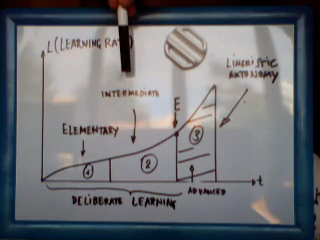 L (LEARNING RATE)
LINGUISTIC
AUTONOMY
INTERMEDIATE
E
ELEMENTARY
1
2
3
t
DELIBERATE LEARNING
ADVANCED